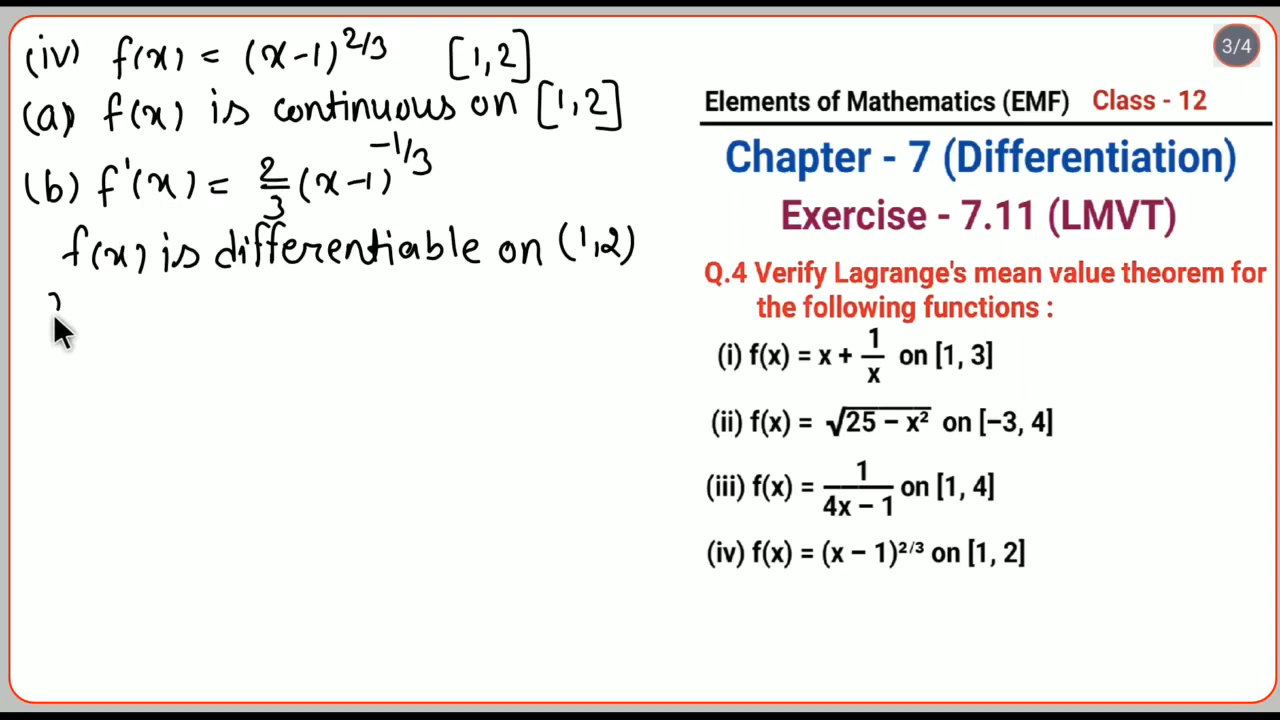 (iv) f(x) = (x-1)^2/3 [1,2]
(a) f(x) is continuous on [1,2]
(b) f'(x) = 2/3 (x-1)^-1/3
f(x) is differentiable on (1,2)
3/4
Elements of Mathematics (EMF) Class - 12
Chapter - 7 (Differentiation)
Exercise - 7.11 (LMVT)
Q.4 Verify Lagrange's mean value theorem for
the following functions :
(i) f(x) = x + 1/x on [1, 3]
(ii) f(x) = √25 − x² on [−3, 4]
(iii) f(x) = 1/4x − 1 on [1, 4]
(iv) f(x) = (x − 1)²/³ on [1, 2]